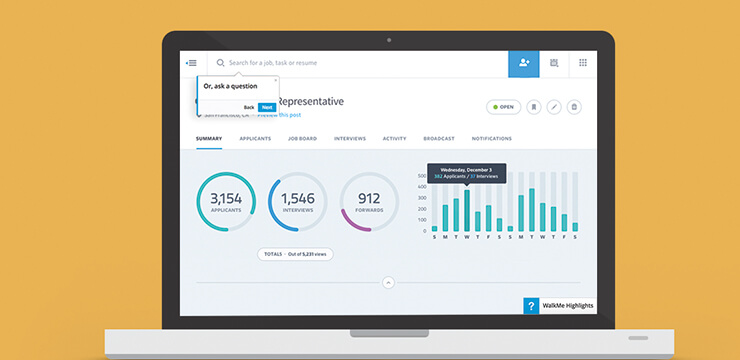 Search for a job, task or resume
Or, ask a question
Back Next
Representative
San Francisco, CA · Preview this post
OPEN
SUMMARY APPLICANTS JOB BOARD INTERVIEWS ACTIVITY BROADCAST NOTIFICATIONS
3,154
APPLICANTS
1,546
INTERVIEWS
912
FORWARDS
TOTALS - Out of 5,231 views
Wednesday, December 3
382 Applicants / 37 Interviews
500
400
300
200
100
0
S M T W T F S S M T W T F S
? WalkMe Highlights